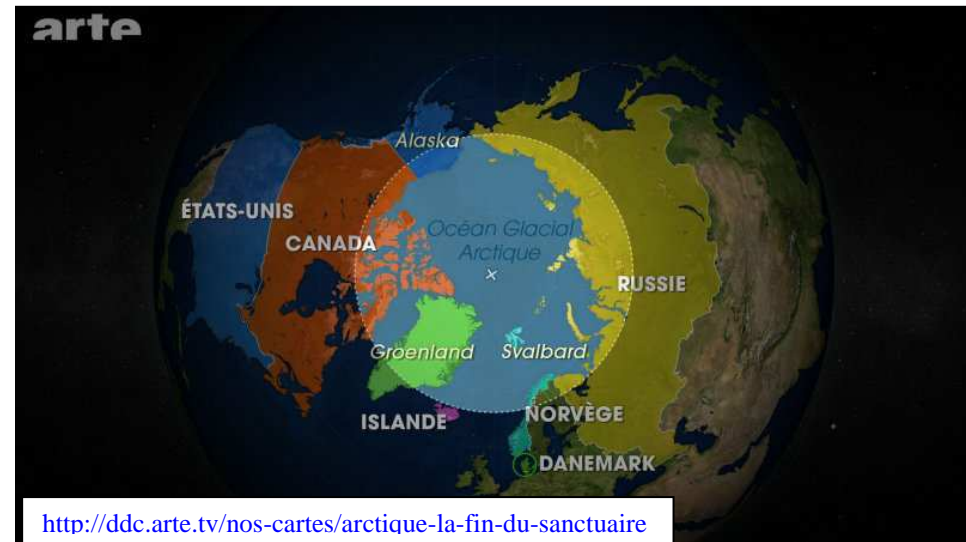 arte
Alaska
ÉTATS-UNIS
Océan Glacial
Arctique
CANADA
RUSSIE
Groenland
Svalbard
ISLANDE
NORVÈGE
DANEMARK
http://ddc.arte.tv/nos-cartes/arctique-la-fin-du-sanctuaire